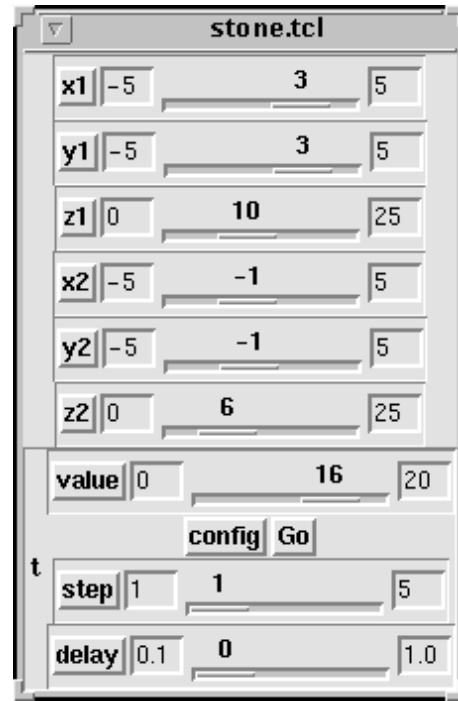 stone.tcl
x1 -5 3 5
y1 -5 3 5
z1 0 10 25
x2 -5 -1 5
y2 -5 -1 5
z2 0 6 25
value 0 16 20
config Go
t
step 1 1 5
delay 0.1 0 1.0